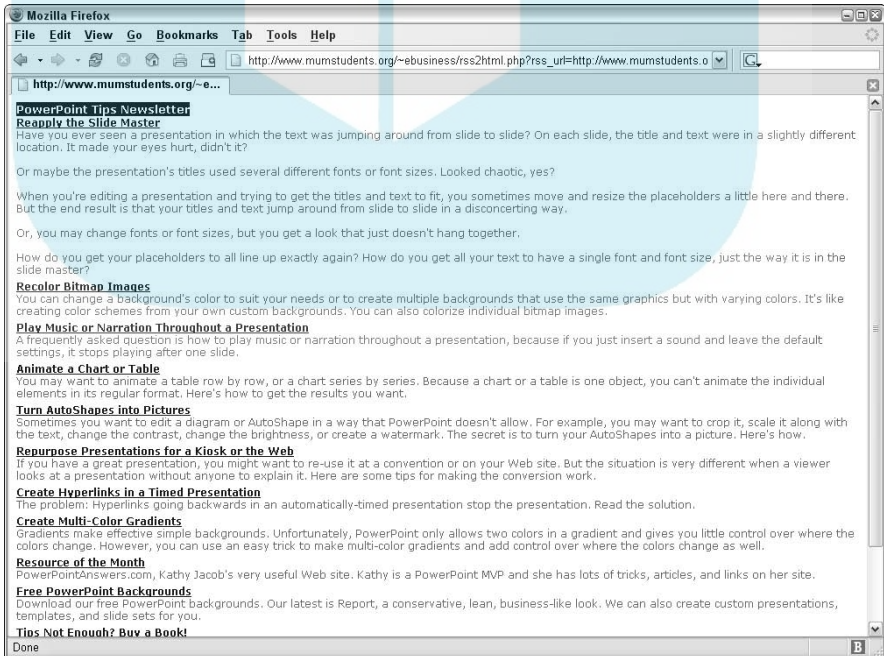 Mozilla Firefox
File Edit View Go Bookmarks Tab Tools Help
http://www.mumstudents.org/~ebusiness/rss2html.php?rss_url=http://www.mumstudents.o
G
http://www.mumstudents.org/~e...
PowerPoint Tips Newsletter
Reapply the Slide Master
Have you ever seen a presentation in which the text was jumping around from slide to slide? On each slide, the title and text were in a slightly different
location. It made your eyes hurt, didn't it?
Or maybe the presentation's titles used several different fonts or font sizes. Looked chaotic, yes?
When you're editing a presentation and trying to get the titles and text to fit, you sometimes move and resize the placeholders a little here and there.
But the end result is that your titles and text jump around from slide to slide in a disconcerting way.
Or, you may change fonts or font sizes, but you get a look that just doesn't hang together.
How do you get your placeholders to all line up exactly again? How do you get all your text to have a single font and font size, just the way it is in the
slide master?
Recolor Bitmap Images
You can change a background's color to suit your needs or to create multiple backgrounds that use the same graphics but with varying colors. It's like
creating color schemes from your own custom backgrounds. You can also colorize individual bitmap images.
Play Music or Narration Throughout a Presentation
A frequently asked question is how to play music or narration throughout a presentation, because if you just insert a sound and leave the default
settings, it stops playing after one slide.
Animate a Chart or Table
You may want to animate a table row by row, or a chart series by series. Because a chart or a table is one object, you can't animate the individual
elements in its regular format. Here's how to get the results you want.
Turn AutoShapes into Pictures
Sometimes you want to edit a diagram or AutoShape in a way that PowerPoint doesn't allow. For example, you may want to crop it, scale it along with
the text, change the contrast, change the brightness, or create a watermark. The secret is to turn your AutoShapes into a picture. Here's how.
Repurpose Presentations for a Kiosk or the Web
If you have a great presentation, you might want to re-use it at a convention or on your Web site. But the situation is very different when a viewer
looks at a presentation without anyone to explain it. Here are some tips for making the conversion work.
Create Hyperlinks in a Timed Presentation
The problem: Hyperlinks going backwards in an automatically-timed presentation stop the presentation. Read the solution.
Create Multi-Color Gradients
Gradients make effective simple backgrounds. Unfortunately, PowerPoint only allows two colors in a gradient and gives you little control over where the
colors change. However, you can use an easy trick to make multi-color gradients and add control over where the colors change as well.
Resource of the Month
PowerPointAnswers.com, Kathy Jacob's very useful Web site. Kathy is a PowerPoint MVP and she has lots of tricks, articles, and links on her site.
Free PowerPoint Backgrounds
Download our free PowerPoint backgrounds. Our latest is Report, a conservative, lean, business-like look. We can also create custom presentations,
templates, and slide sets for you.
Tips Not Enough? Buy a Book!
Done
B